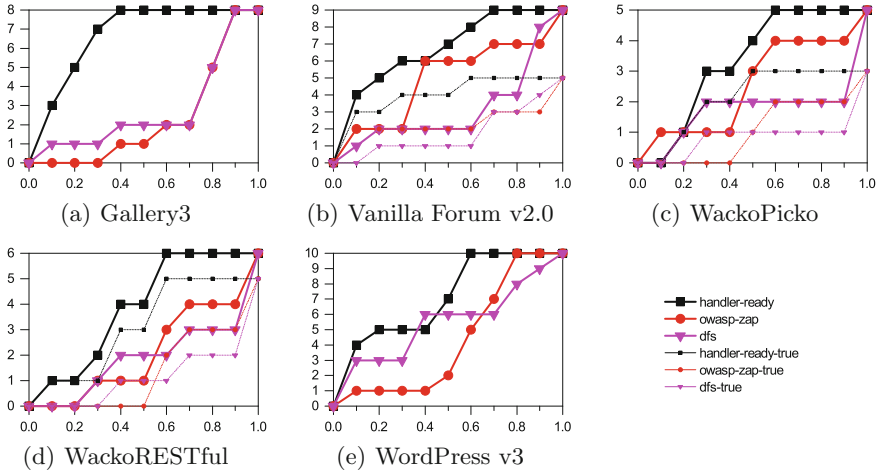 8
7
6
5
4
3
2
1
0
0.0 0.2 0.4 0.6 0.8 1.0
(a) Gallery3
9
8
7
6
5
4
3
2
1
0
0.0 0.2 0.4 0.6 0.8 1.0
(b) Vanilla Forum v2.0
5
4
3
2
1
0
0.0 0.2 0.4 0.6 0.8 1.0
(c) WackoPicko
6
5
4
3
2
1
0
0.0 0.2 0.4 0.6 0.8 1.0
(d) WackoRESTful
10
9
8
7
6
5
4
3
2
1
0
0.0 0.2 0.4 0.6 0.8 1.0
(e) WordPress v3
handler-ready
owasp-zap
dfs
handler-ready-true
owasp-zap-true
dfs-true